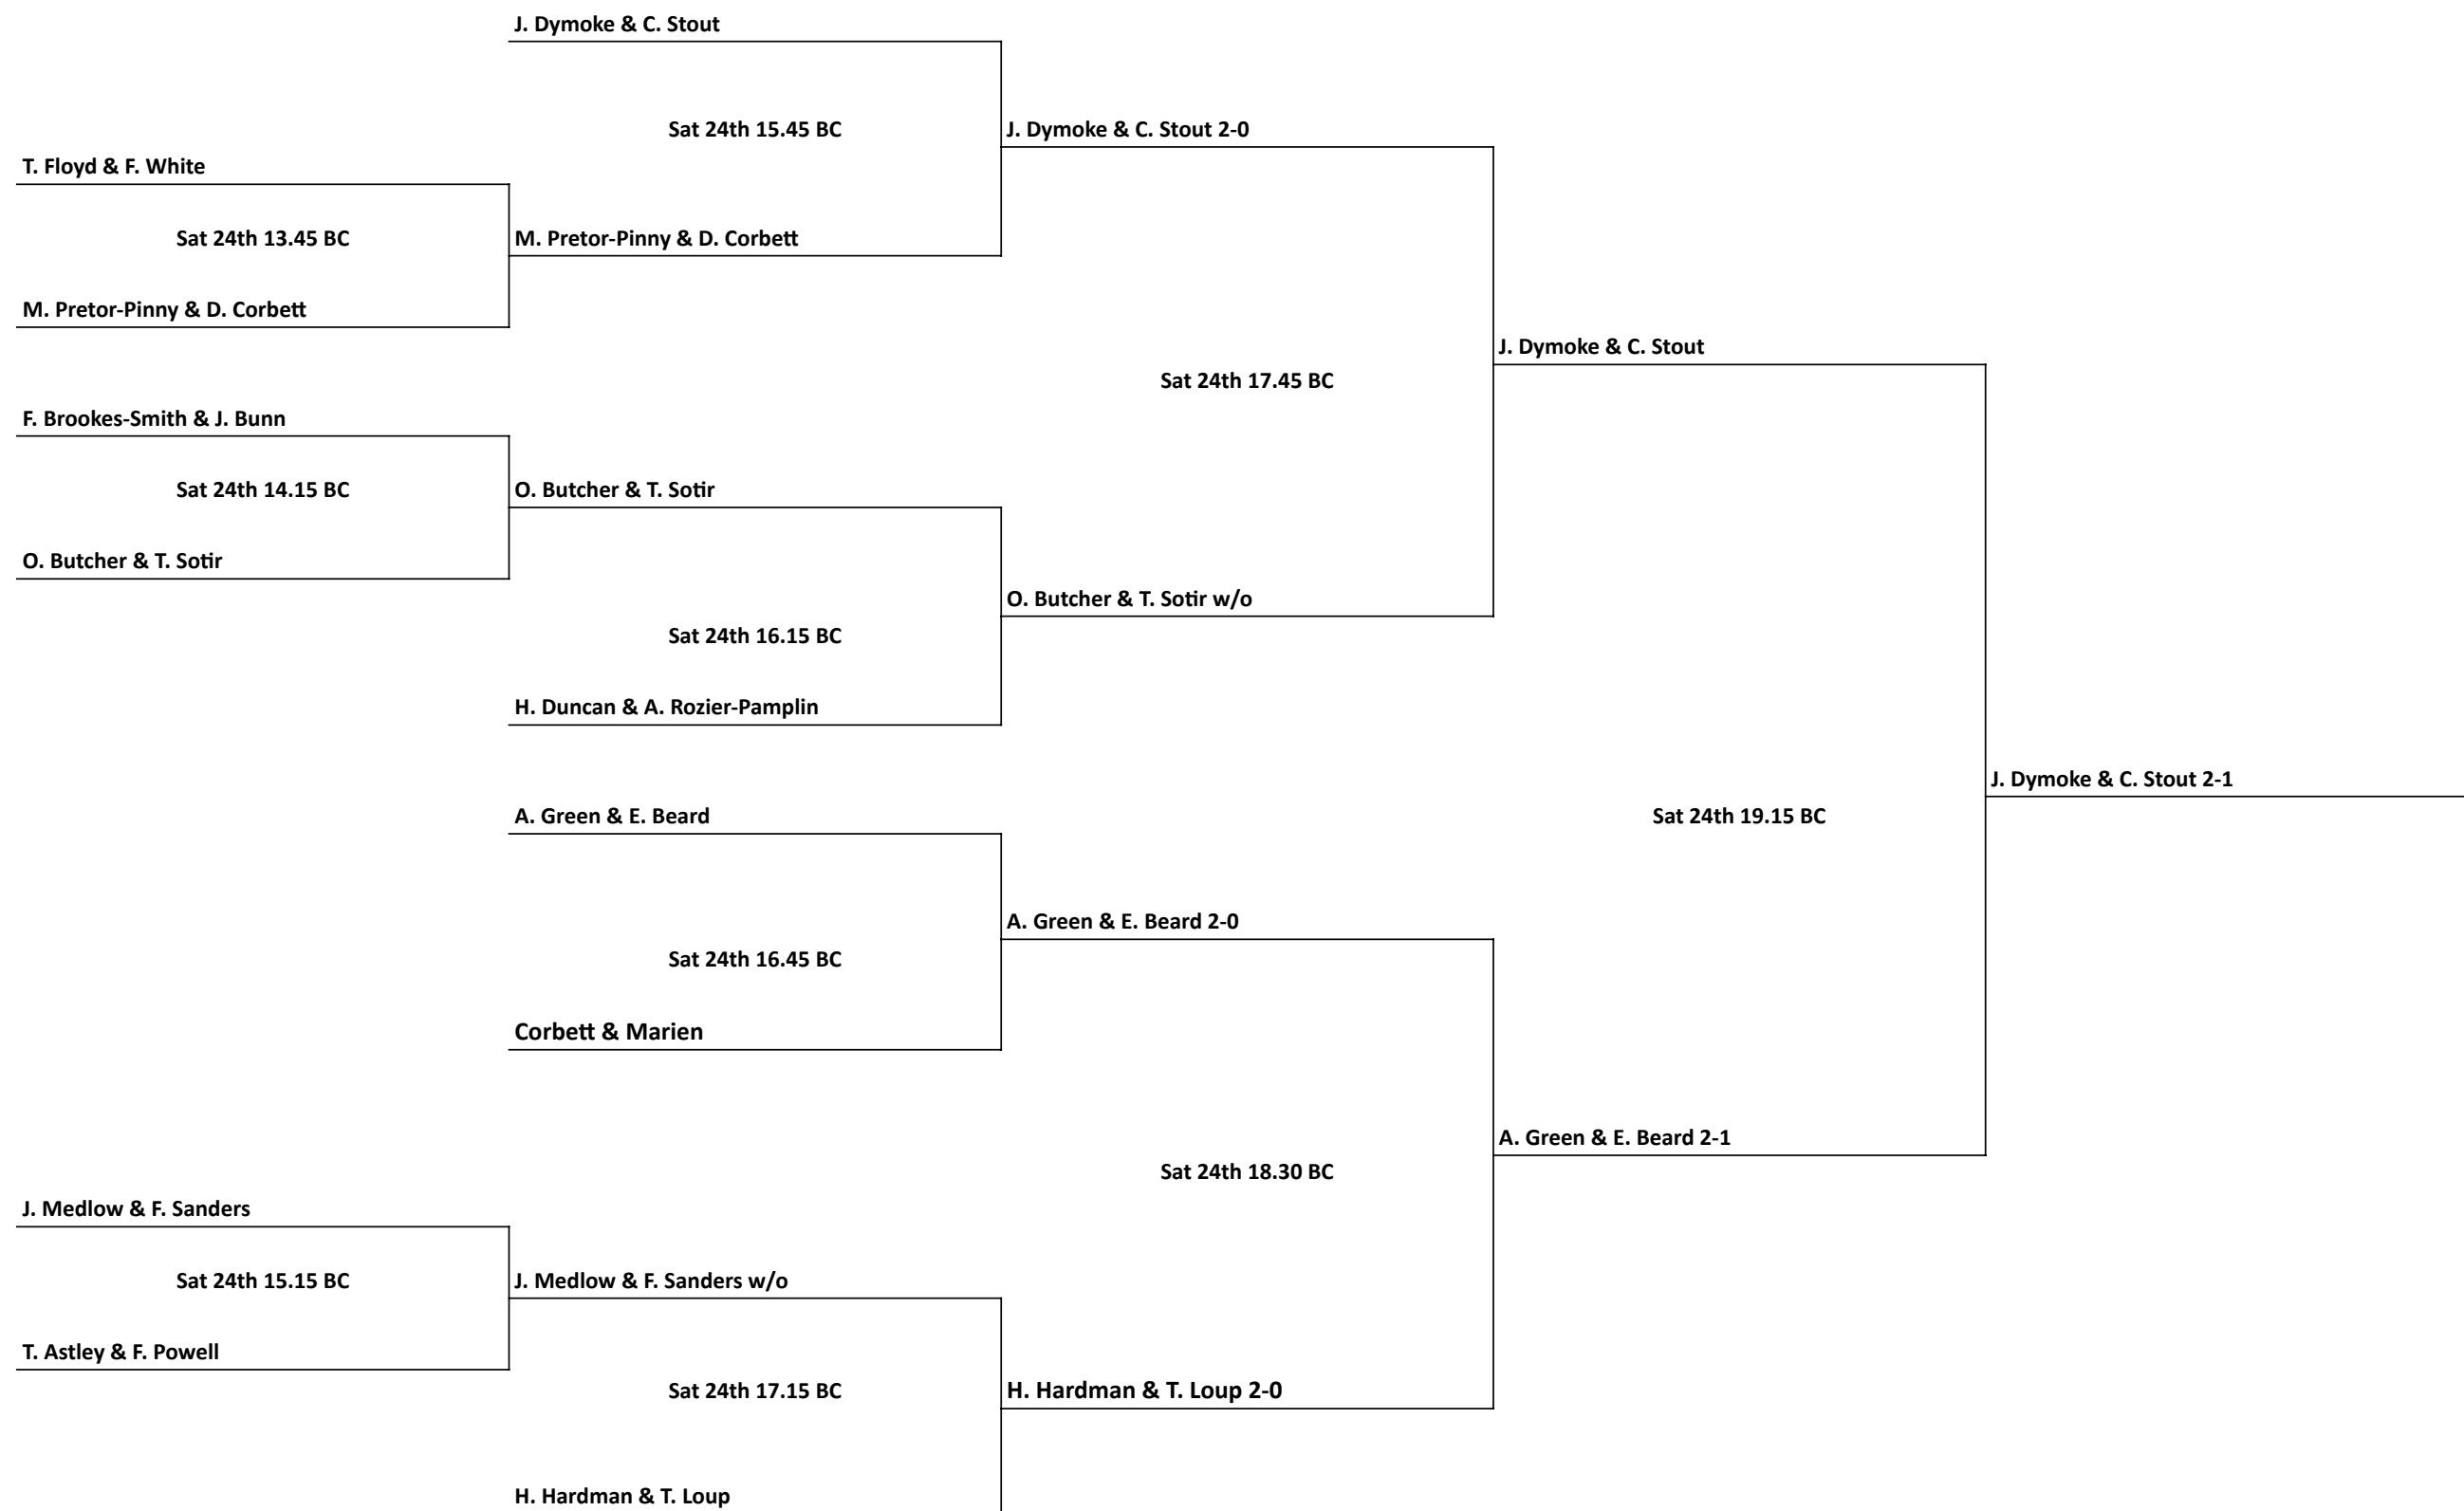 J. Dymoke & C. Stout
Sat 24th 15.45 BC
J. Dymoke & C. Stout 2-0
T. Floyd & F. White
Sat 24th 13.45 BC
M. Pretor-Pinny & D. Corbett
M. Pretor-Pinny & D. Corbett
J. Dymoke & C. Stout
Sat 24th 17.45 BC
F. Brookes-Smith & J. Bunn
Sat 24th 14.15 BC
O. Butcher & T. Sotir
O. Butcher & T. Sotir
O. Butcher & T. Sotir w/o
Sat 24th 16.15 BC
H. Duncan & A. Rozier-Pamplin
J. Dymoke & C. Stout 2-1
A. Green & E. Beard
Sat 24th 19.15 BC
A. Green & E. Beard 2-0
Sat 24th 16.45 BC
Corbett & Marien
A. Green & E. Beard 2-1
Sat 24th 18.30 BC
J. Medlow & F. Sanders
Sat 24th 15.15 BC
J. Medlow & F. Sanders w/o
T. Astley & F. Powell
Sat 24th 17.15 BC
H. Hardman & T. Loup 2-0
H. Hardman & T. Loup